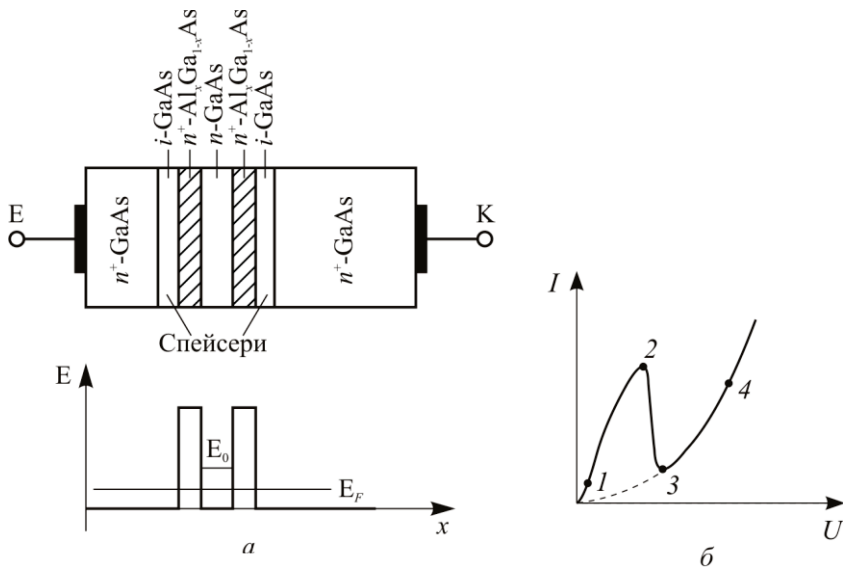 i-GaAs
n⁺-AlₓGa₁₋ₓAs
n-GaAs
n⁺-AlₓGa₁₋ₓAs
i-GaAs
E
n⁺-GaAs
n⁺-GaAs
K
Спейсери
E
E₀
E_F
x
а
I
2
4
1
3
U
б